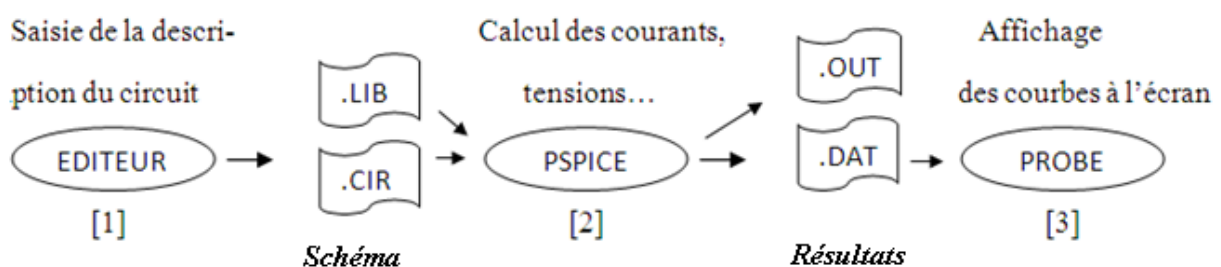 Saisie de la descri-
ption du circuit
EDITEUR
[1]
.LIB
.CIR
Schéma
Calcul des courants,
tensions…
PSPICE
[2]
.OUT
.DAT
Résultats
Affichage
des courbes à l'écran
PROBE
[3]